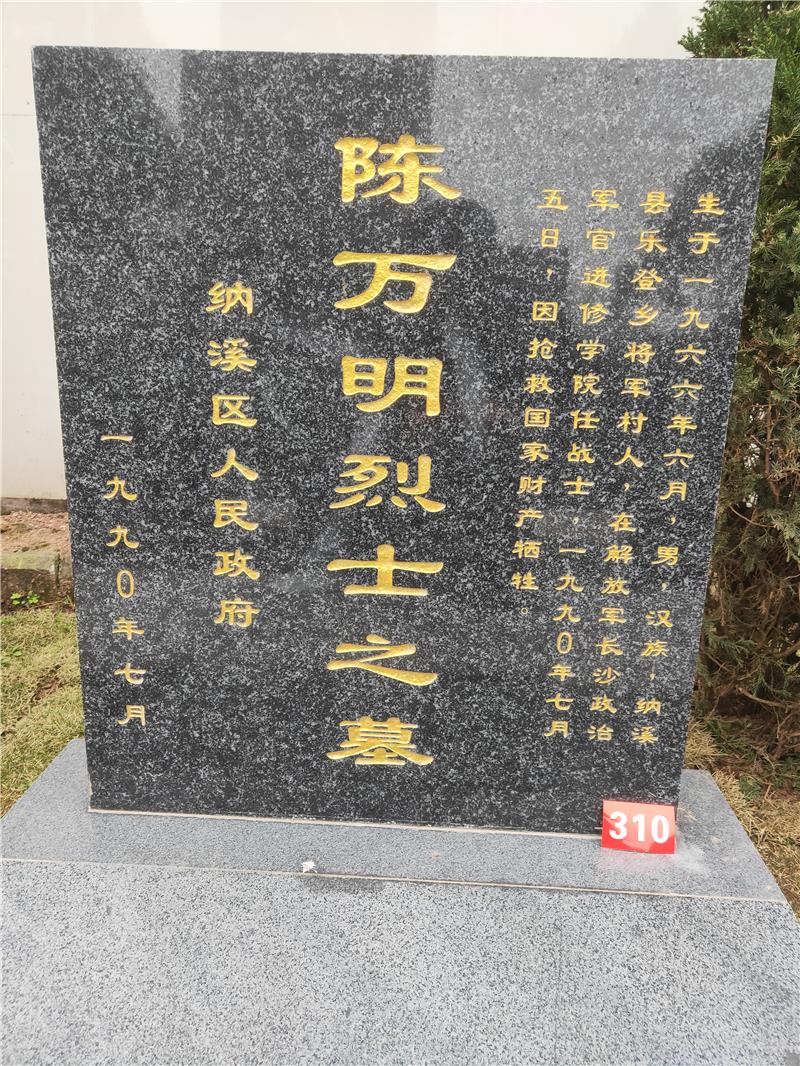 生于一九六六年六月，男，汉族，纳溪
县乐登乡将军村人，在解放军长沙政治
军官进修学院任战士，一九九0年七月
五日，因抢救国家财产牺牲。
陈万明烈士之墓
纳溪区人民政府
一九九0年七月
310